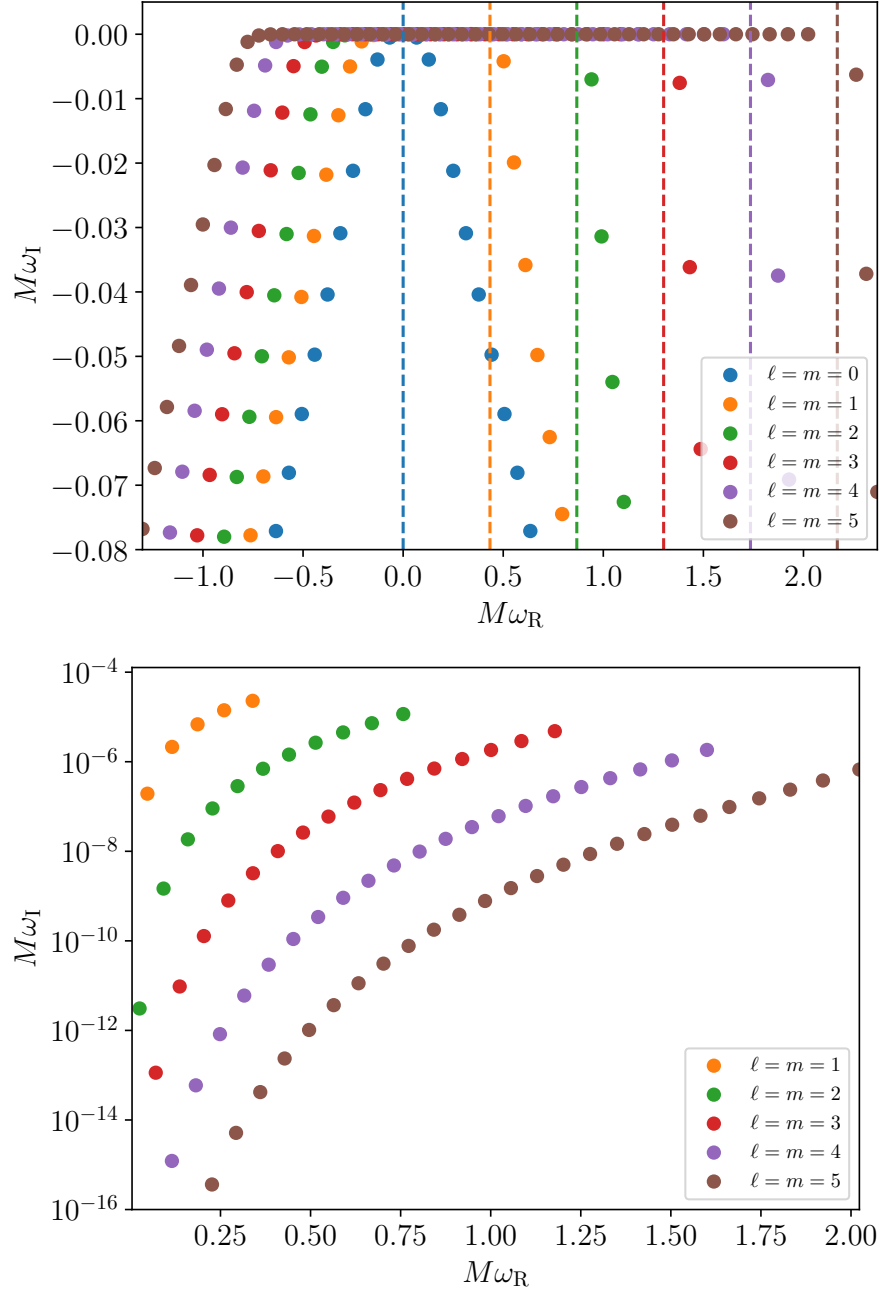 0.00
−0.01
−0.02
−0.03
−0.04
−0.05
−0.06
−0.07
−0.08
MωI
ℓ = m = 0
ℓ = m = 1
ℓ = m = 2
ℓ = m = 3
ℓ = m = 4
ℓ = m = 5
−1.0 −0.5 0.0 0.5 1.0 1.5 2.0
MωR
10⁻⁴
10⁻⁶
10⁻⁸
10⁻¹⁰
10⁻¹²
10⁻¹⁴
10⁻¹⁶
MωI
ℓ = m = 1
ℓ = m = 2
ℓ = m = 3
ℓ = m = 4
ℓ = m = 5
0.25 0.50 0.75 1.00 1.25 1.50 1.75 2.00
MωR